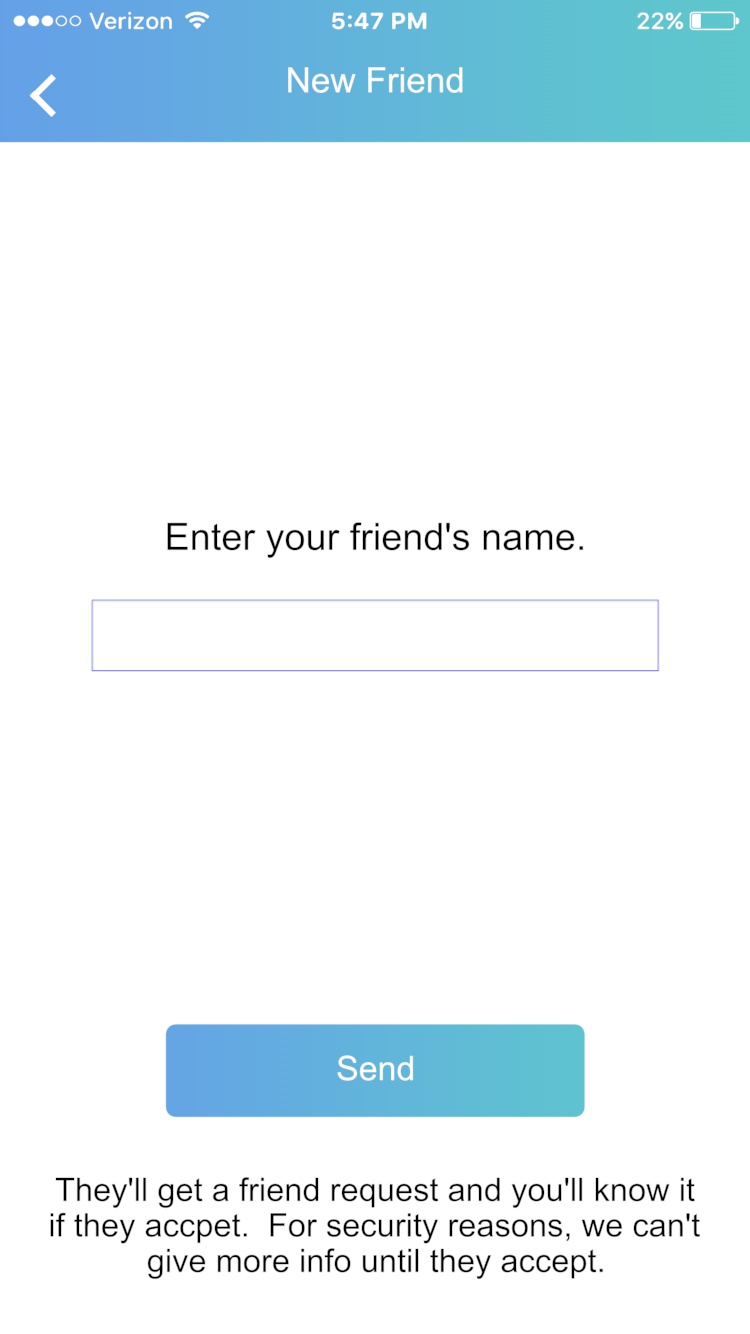 Verizon 5:47 PM 22%
New Friend
Enter your friend's name.
Send
They'll get a friend request and you'll know it
if they accpet.  For security reasons, we can't
give more info until they accept.